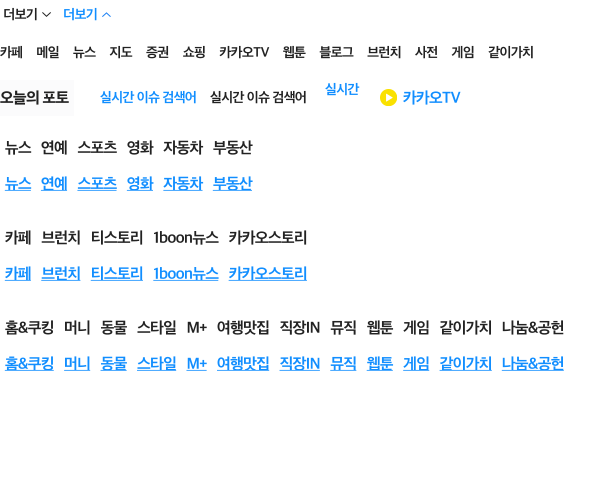 더보기 더보기
카페 메일 뉴스 지도 증권 쇼핑 카카오TV 웹툰 블로그 브런치 사전 게임 같이가치
오늘의 포토 실시간 이슈 검색어 실시간 이슈 검색어 실시간 카카오TV
뉴스 연예 스포츠 영화 자동차 부동산
뉴스 연예 스포츠 영화 자동차 부동산
카페 브런치 티스토리 1boon뉴스 카카오스토리
카페 브런치 티스토리 1boon뉴스 카카오스토리
홈&쿠킹 머니 동물 스타일 M+ 여행맛집 직장IN 뮤직 웹툰 게임 같이가치 나눔&공헌
홈&쿠킹 머니 동물 스타일 M+ 여행맛집 직장IN 뮤직 웹툰 게임 같이가치 나눔&공헌